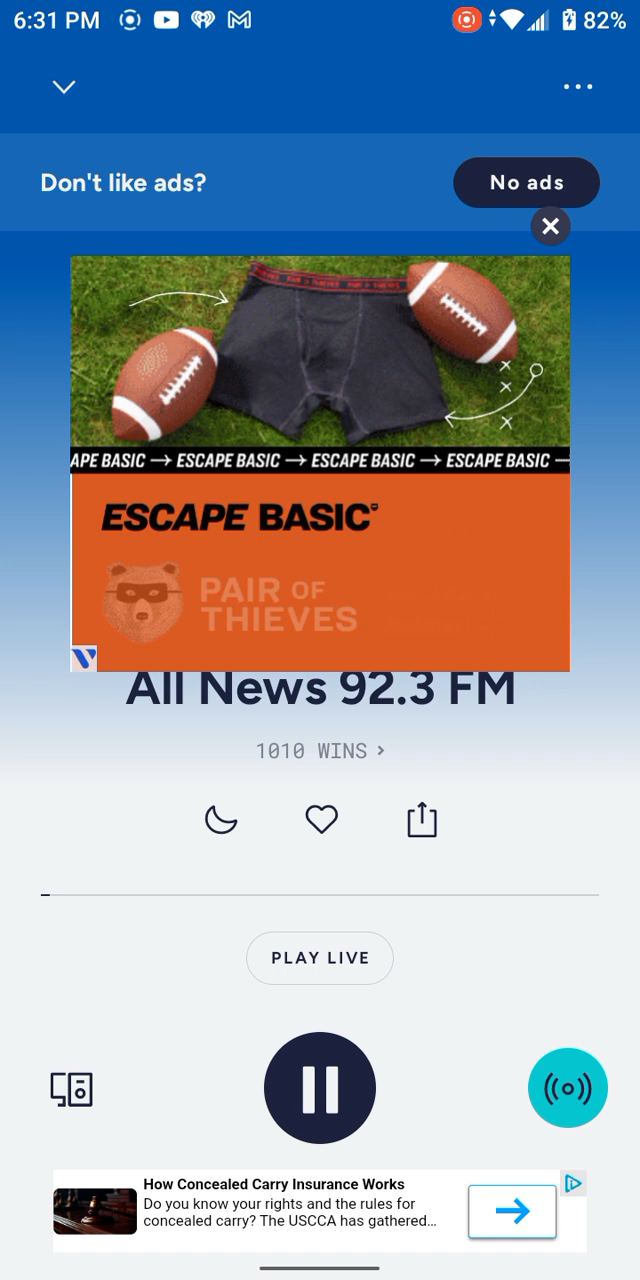 6:31 PM
82%
Don't like ads?
No ads
APE BASIC → ESCAPE BASIC → ESCAPE BASIC → ESCAPE BASIC →
ESCAPE BASIC
PAIR OF
THIEVES
All News 92.3 FM
1010 WINS >
PLAY LIVE
How Concealed Carry Insurance Works
Do you know your rights and the rules for
concealed carry? The USCCA has gathered...